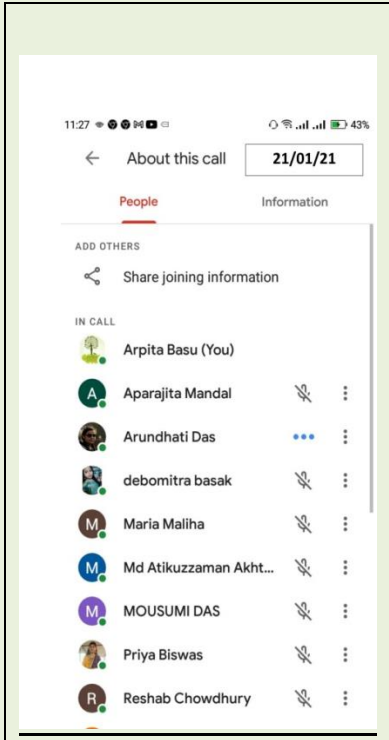 11:27 43%
About this call 21/01/21
People Information
ADD OTHERS
Share joining information
IN CALL
Arpita Basu (You)
A Aparajita Mandal
Arundhati Das
debomitra basak
M Maria Maliha
M Md Atikuzzaman Akht...
M MOUSUMI DAS
Priya Biswas
R Reshab Chowdhury